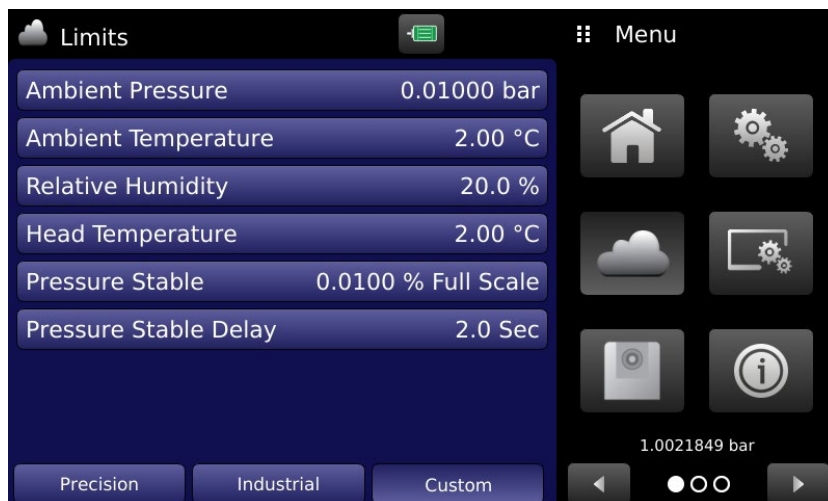 Limits
Menu
Ambient Pressure 0.01000 bar
Ambient Temperature 2.00 °C
Relative Humidity 20.0 %
Head Temperature 2.00 °C
Pressure Stable 0.0100 % Full Scale
Pressure Stable Delay 2.0 Sec
1.0021849 bar
Precision Industrial Custom